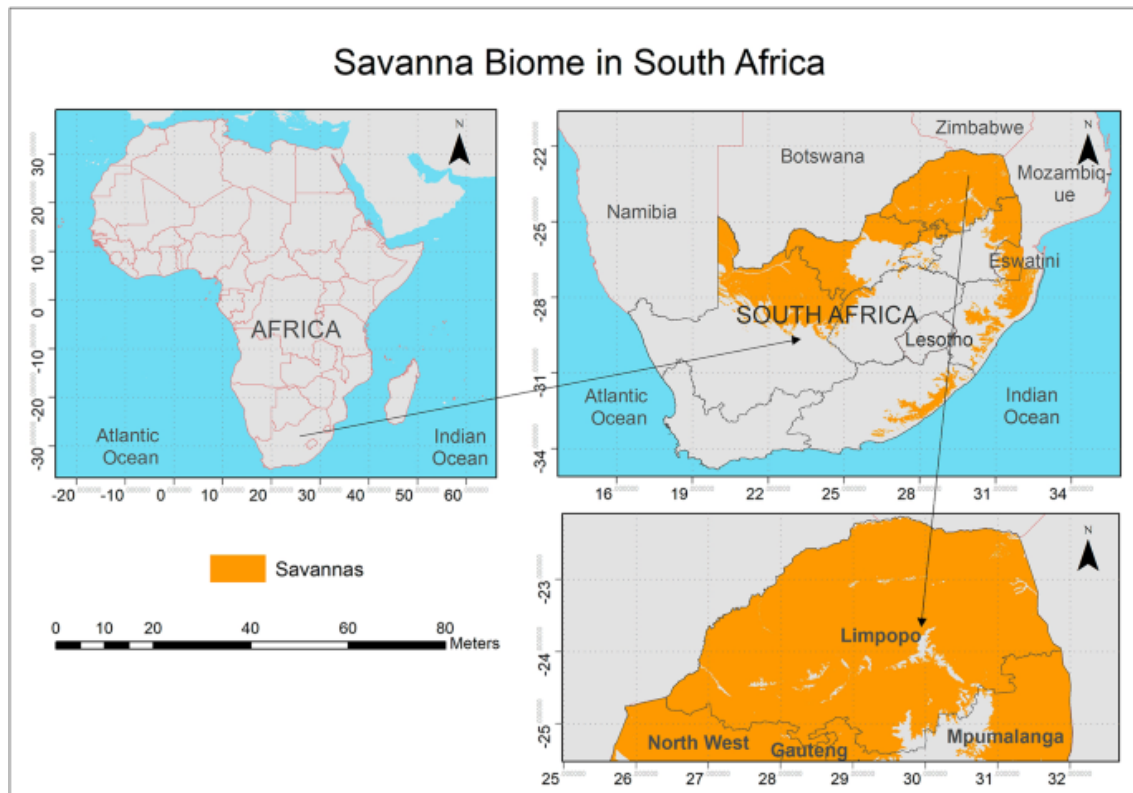 Savanna Biome in South Africa
N
30
20
10
0
-10
-20
-30
AFRICA
Atlantic
Ocean
Indian
Ocean
-20
-10
0
10
20
30
40
50
60
N
Zimbabwe
Botswana
Mozambiq-
ue
Namibia
Eswatini
SOUTH AFRICA
Lesotho
Atlantic
Ocean
Indian
Ocean
-22
-25
-28
-31
-34
16
19
22
25
28
31
34
Savannas
0
10
20
40
60
80
Meters
N
-23
-24
-25
Limpopo
North West
Gauteng
Mpumalanga
25
26
27
28
29
30
31
32